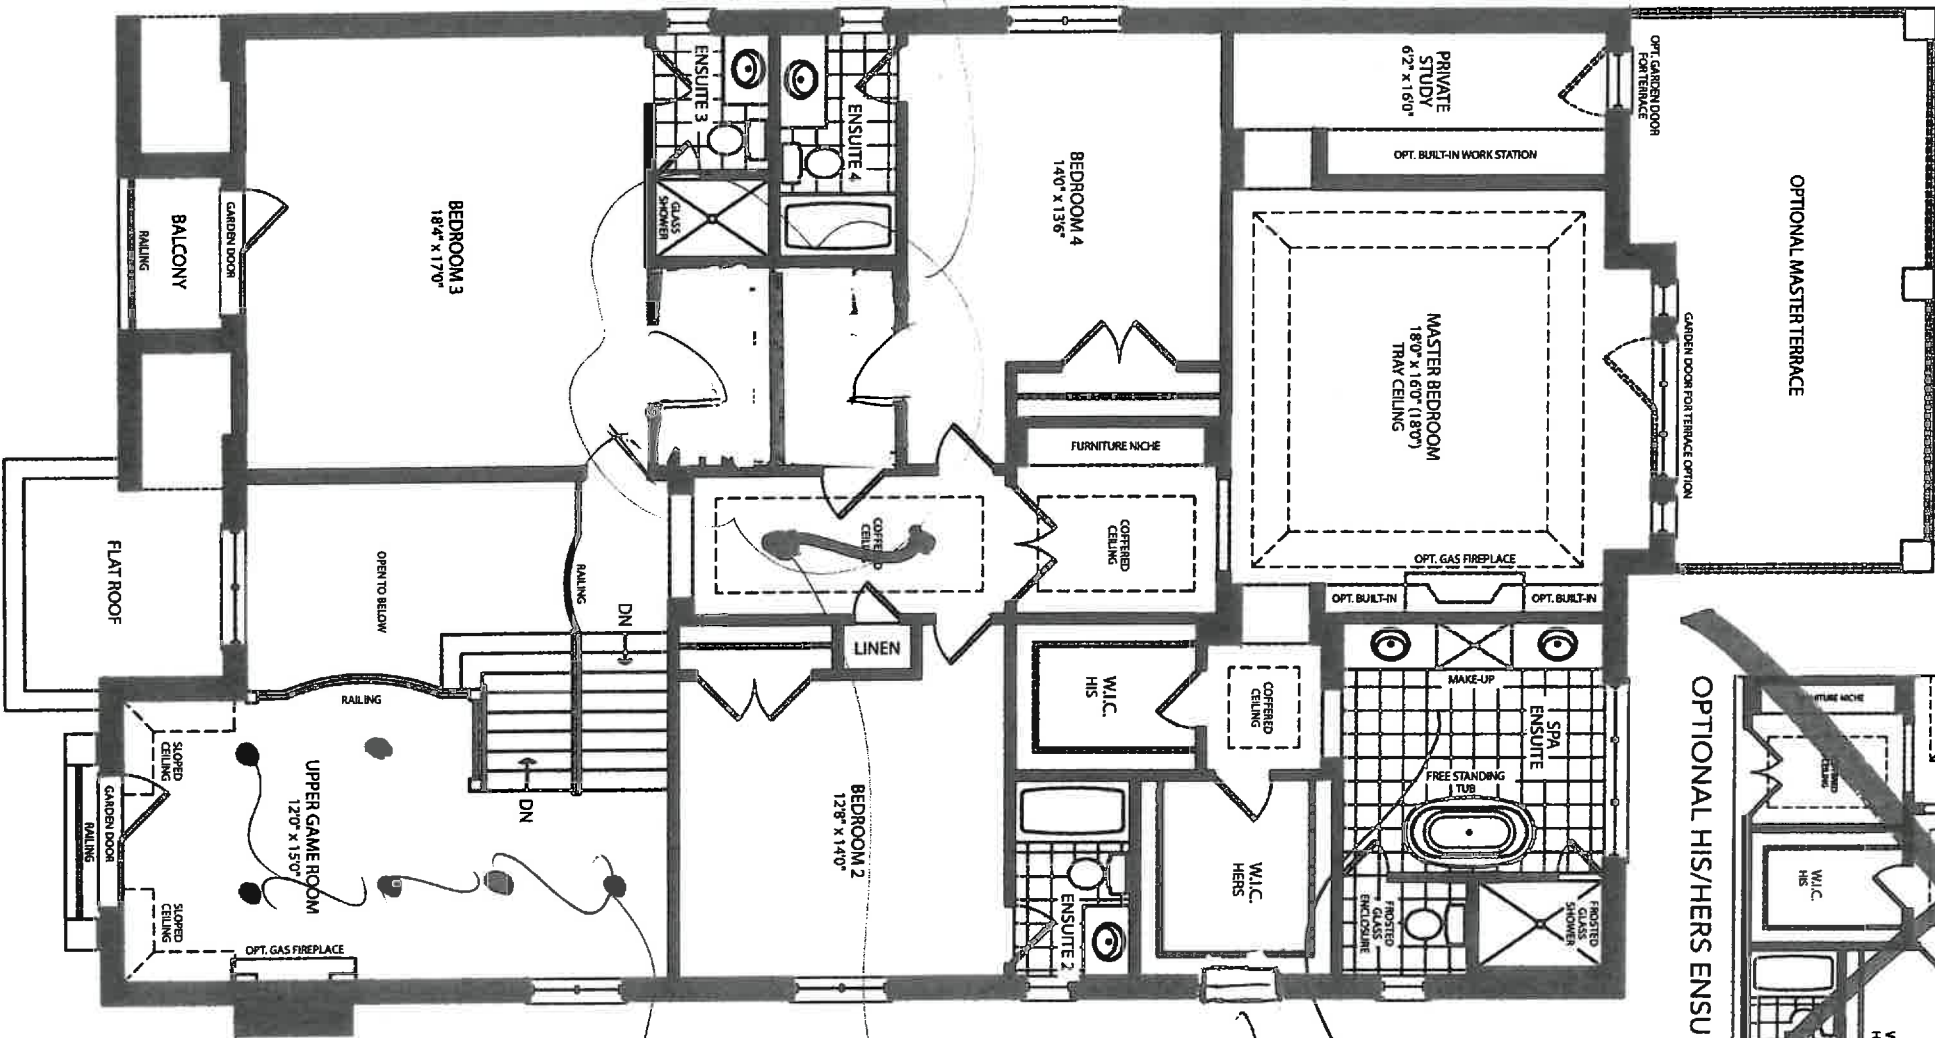 OPT. GARDEN DOOR
FOR TERRACE
PRIVATE
STUDY
6'2" x 16'0"
OPT. BUILT-IN WORK STATION
OPTIONAL MASTER TERRACE
GARDEN DOOR FOR TERRACE OPTION
MASTER BEDROOM
18'0" x 16'0" (18'0")
TRAY CEILING
OPT. GAS FIREPLACE
OPT. BUILT-IN
OPT. BUILT-IN
ENSUITE 3
ENSUITE 4
GLASS
SHOWER
BEDROOM 4
14'0" x 13'6"
BEDROOM 3
18'4" x 17'0"
GARDEN DOOR
BALCONY
RAILING
FURNITURE NICHE
COFFERED
CEILING
COFFERED
CEILING
FLAT ROOF
OPEN TO BELOW
RAILING
DN
LINEN
RAILING
DN
W.I.C.
HIS
COFFERED
CEILING
MAKE-UP
SPA
ENSUITE
FREE STANDING
TUB
SLOPED
CEILING
UPPER GAME ROOM
12'0" x 15'0"
GARDEN DOOR
RAILING
SLOPED
CEILING
OPT. GAS FIREPLACE
BEDROOM 2
12'8" x 14'0"
ENSUITE 2
W.I.C.
HERS
FROSTED
GLASS
ENCLOSURE
FROSTED
GLASS
SHOWER
OPTIONAL HIS/HERS ENSU
NITURE NICHE
CEILING
W.I.C.
HIS